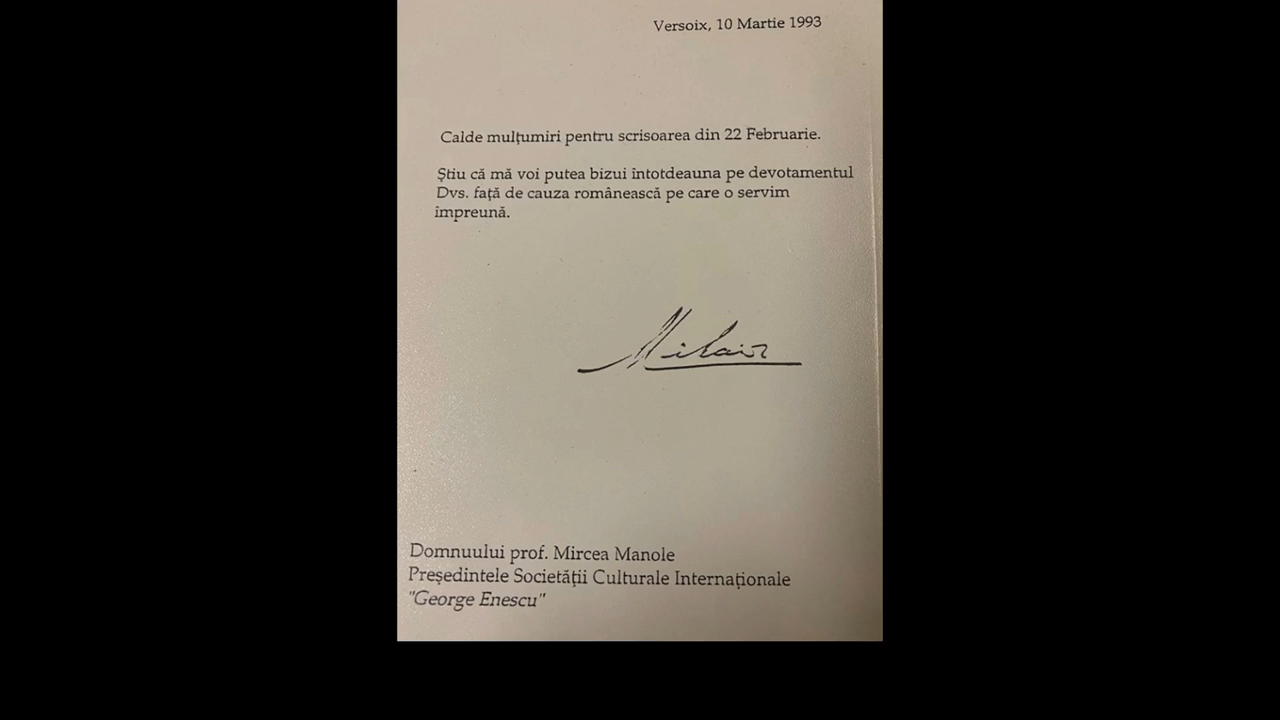 Versoix, 10 Martie 1993
Calde mulțumiri pentru scrisoarea din 22 Februarie.
Știu că mă voi putea bizui întotdeauna pe devotamentul
Dvs. față de cauza românească pe care o servim
împreună.
Mihai R
Domnuului prof. Mircea Manole
Președintele Societății Culturale Internaționale
"George Enescu"